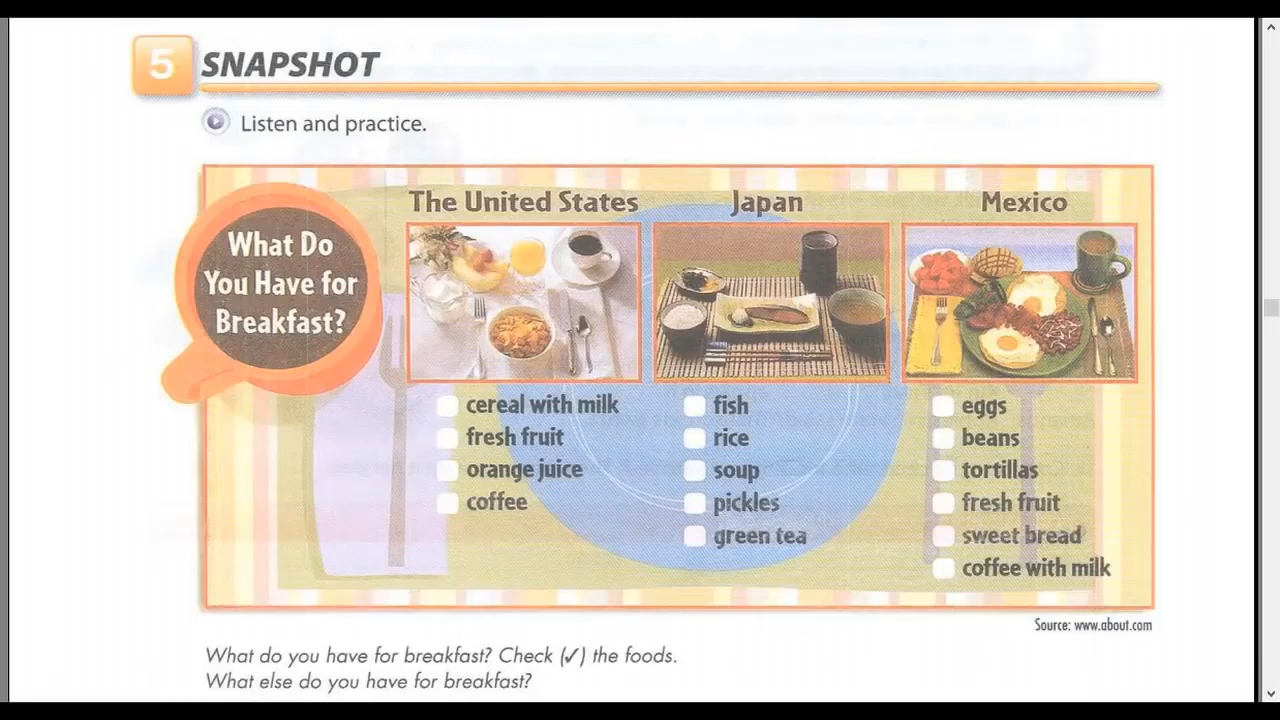 5 SNAPSHOT
Listen and practice.
What Do
You Have for
Breakfast?
The United States
cereal with milk
fresh fruit
orange juice
coffee
Japan
fish
rice
soup
pickles
green tea
Mexico
eggs
beans
tortillas
fresh fruit
sweet bread
coffee with milk
Source: www.about.com
What do you have for breakfast? Check (✓) the foods.
What else do you have for breakfast?